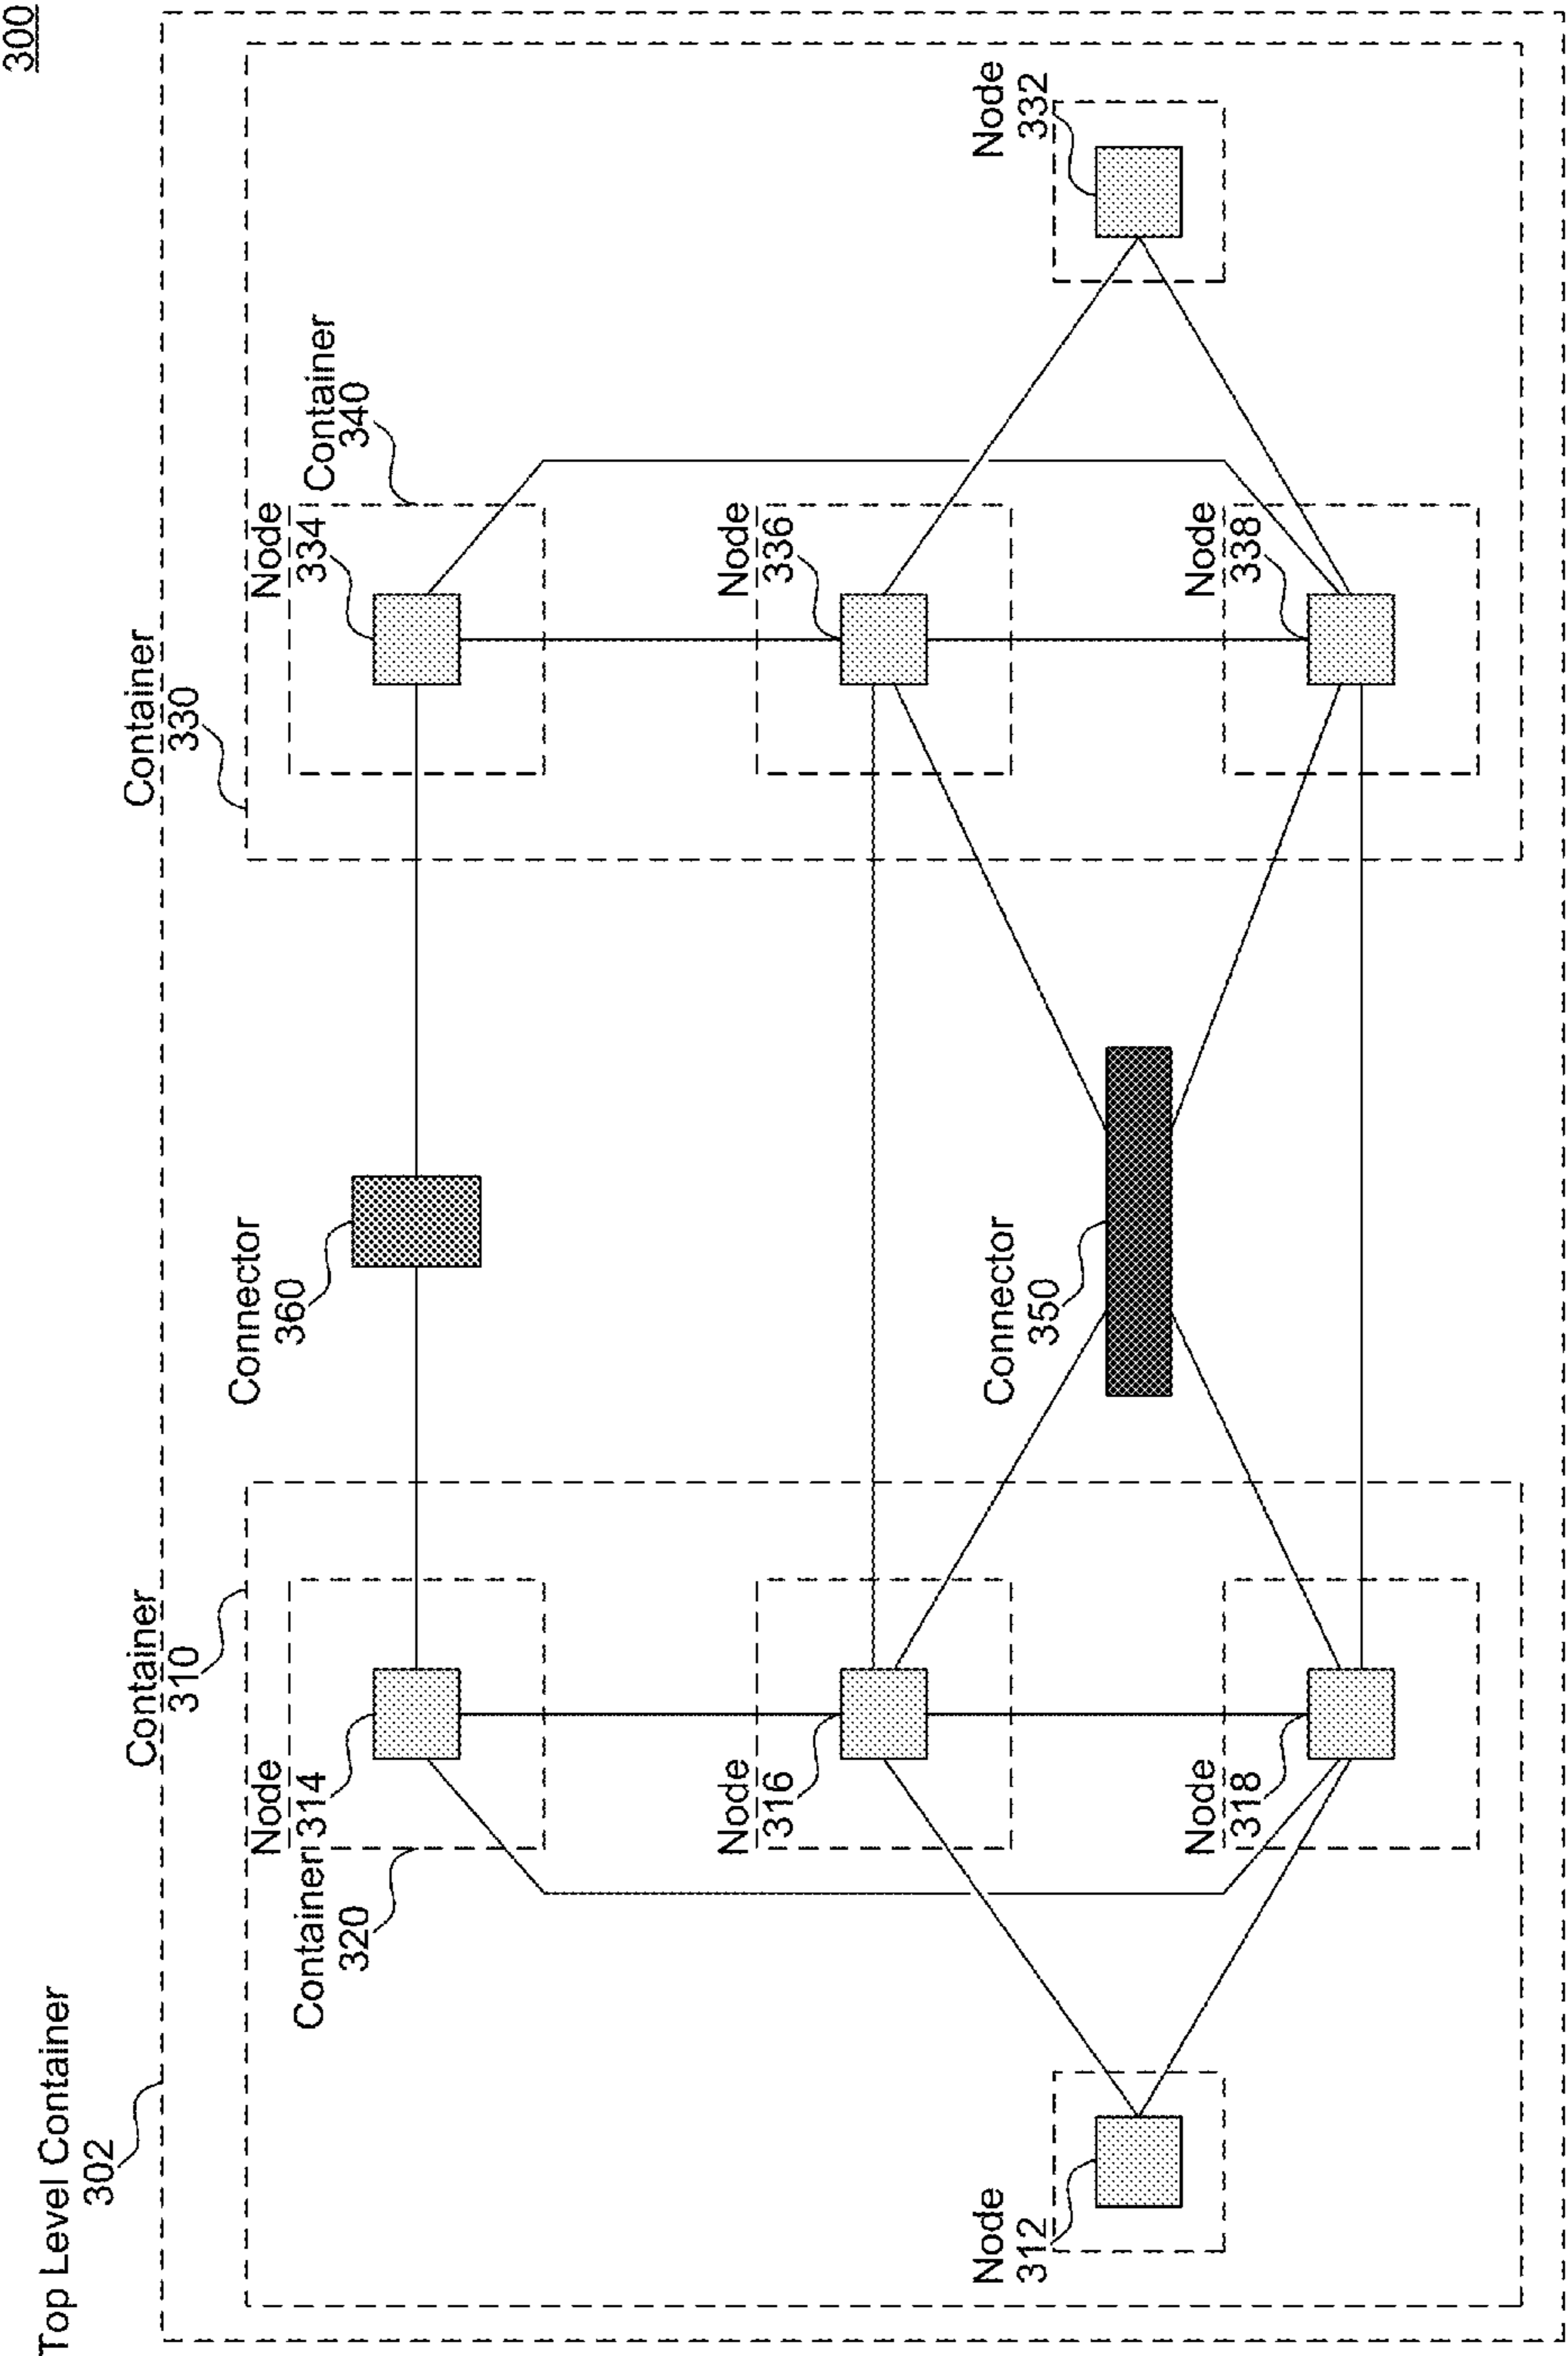 300
Top Level Container
302
Container
310
Container
330
Node
314
Container
320
Connector
360
Node
334
Container
340
Node
316
Node
336
Node
312
Connector
350
Node
332
Node
318
Node
338